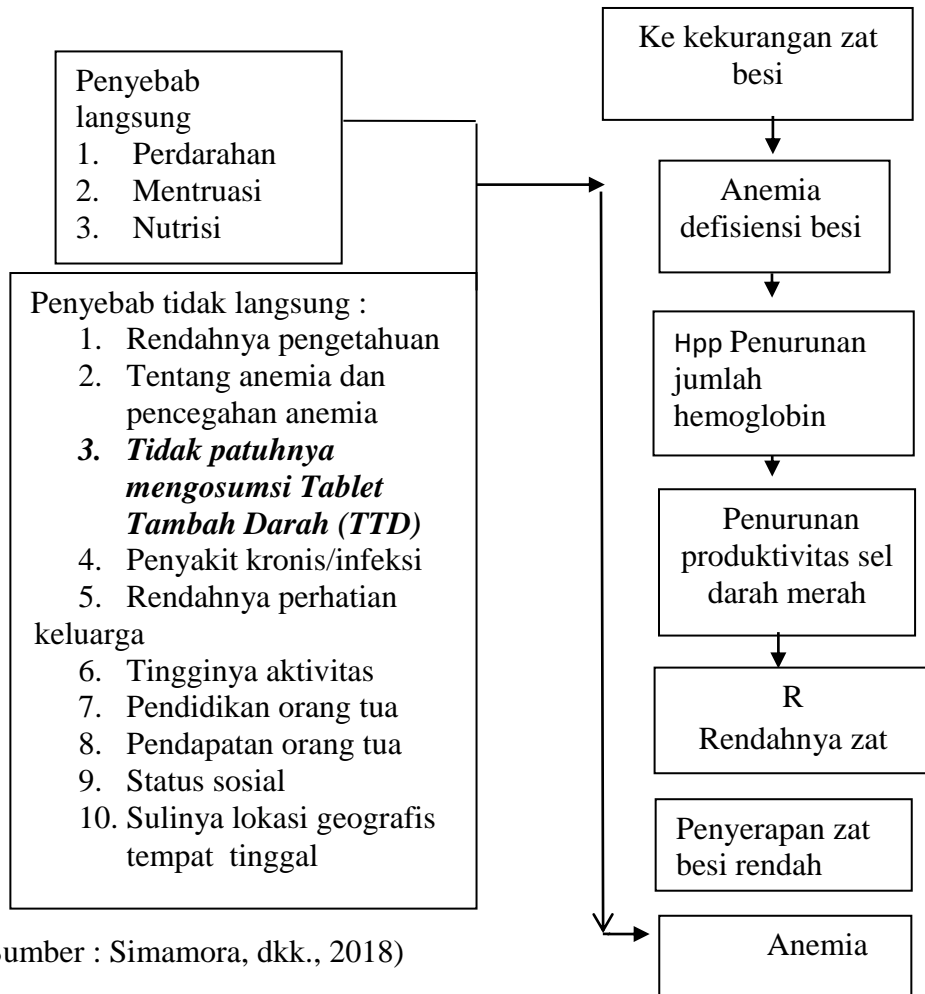 Penyebab
langsung
1. Perdarahan
2. Mentruasi
3. Nutrisi
Penyebab tidak langsung :
1. Rendahnya pengetahuan
2. Tentang anemia dan
pencegahan anemia
3. Tidak patuhnya
mengosumsi Tablet
Tambah Darah (TTD)
4. Penyakit kronis/infeksi
5. Rendahnya perhatian
keluarga
6. Tingginya aktivitas
7. Pendidikan orang tua
8. Pendapatan orang tua
9. Status sosial
10. Sulinya lokasi geografis
tempat tinggal
Ke kekurangan zat
besi
Anemia
defisiensi besi
Hpp Penurunan
jumlah
hemoglobin
Penurunan
produktivitas sel
darah merah
R
Rendahnya zat
Penyerapan zat
besi rendah
Anemia
umber : Simamora, dkk., 2018)